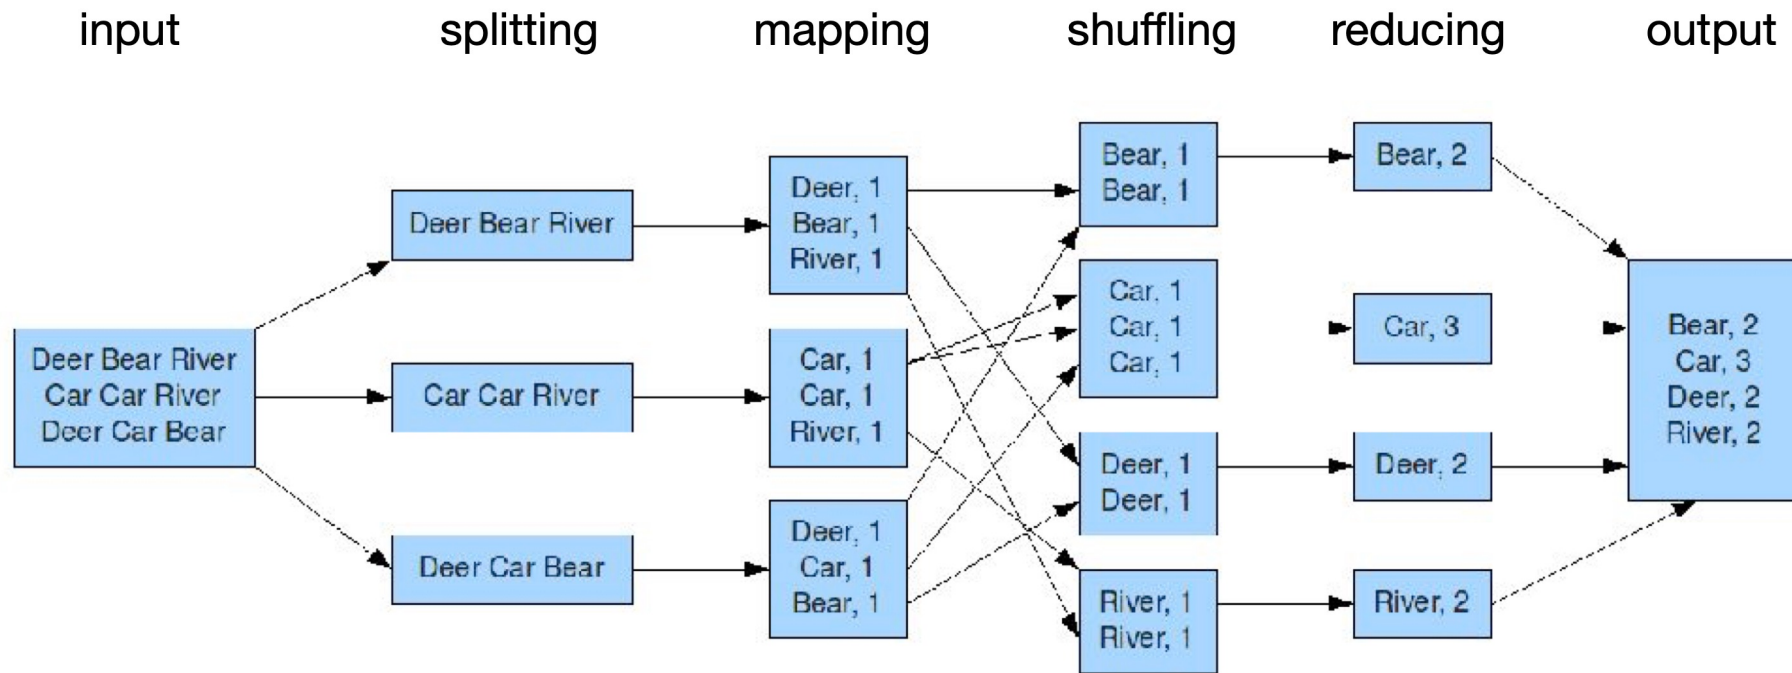 input
splitting
mapping
shuffling
reducing
output
Deer Bear River
Car Car River
Deer Car Bear
Deer Bear River
Car Car River
Deer Car Bear
Deer, 1
Bear, 1
River, 1
Car, 1
Car, 1
River, 1
Deer, 1
Car, 1
Bear, 1
Bear, 1
Bear, 1
Car, 1
Car, 1
Car, 1
Deer, 1
Deer, 1
River, 1
River, 1
Bear, 2
Car, 3
Deer, 2
River, 2
Bear, 2
Car, 3
Deer, 2
River, 2